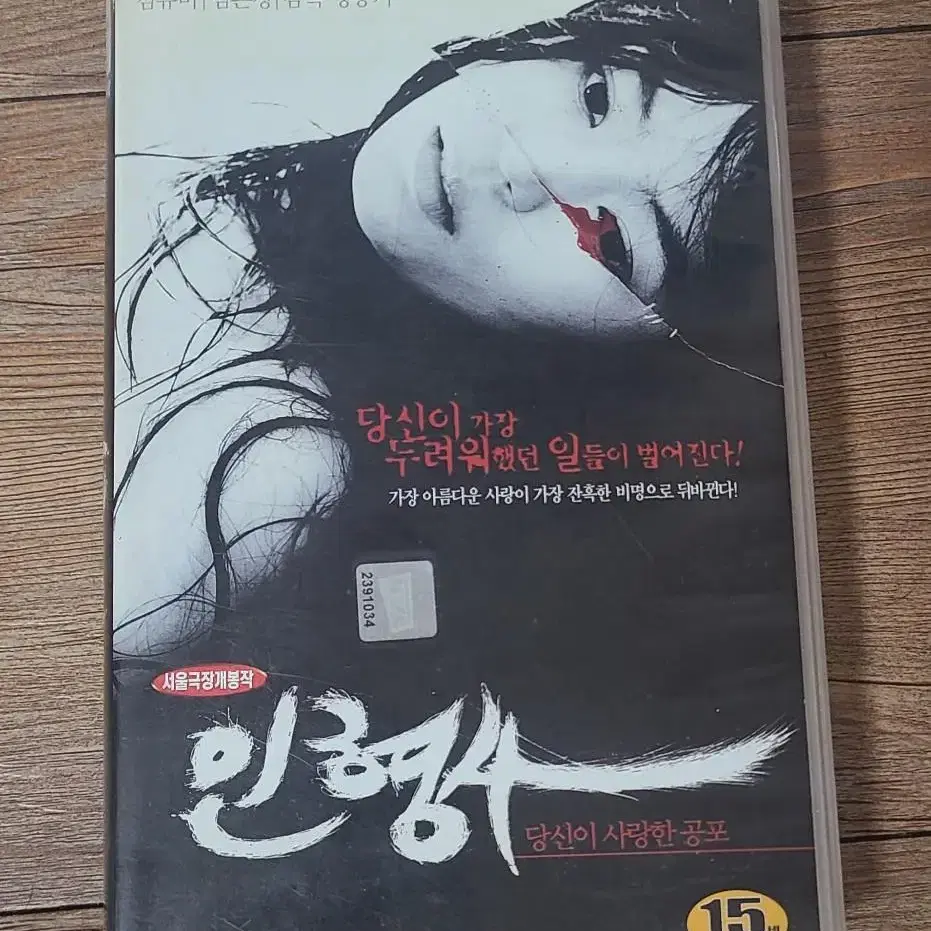 당신이 가장
두려워했던 일들이 벌어진다!
가장 아름다운 사랑이 가장 잔혹한 비명으로 뒤바뀐다!
2391034
서울극장개봉작
인형사
당신이 사랑한 공포
15세